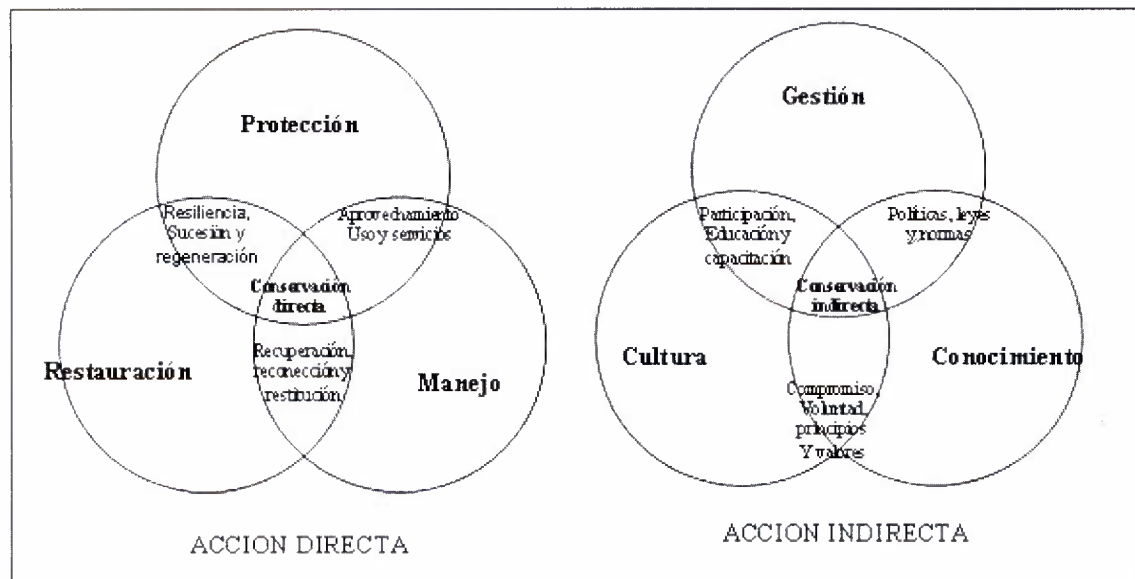 Protección
Resiliencia,
Sucesión y
regeneración
Aprovechamiento
Uso y servicios
Conservación
directa
Restauración
Recuperación,
reconección y
restitución,
Manejo
ACCION DIRECTA
Gestión
Participación,
Educación y
capacitación
Políticas, leyes
y normas
Conservación
indirecta
Cultura
Conocimiento
Compromiso,
Voluntad,
principios
Y valores
ACCION INDIRECTA